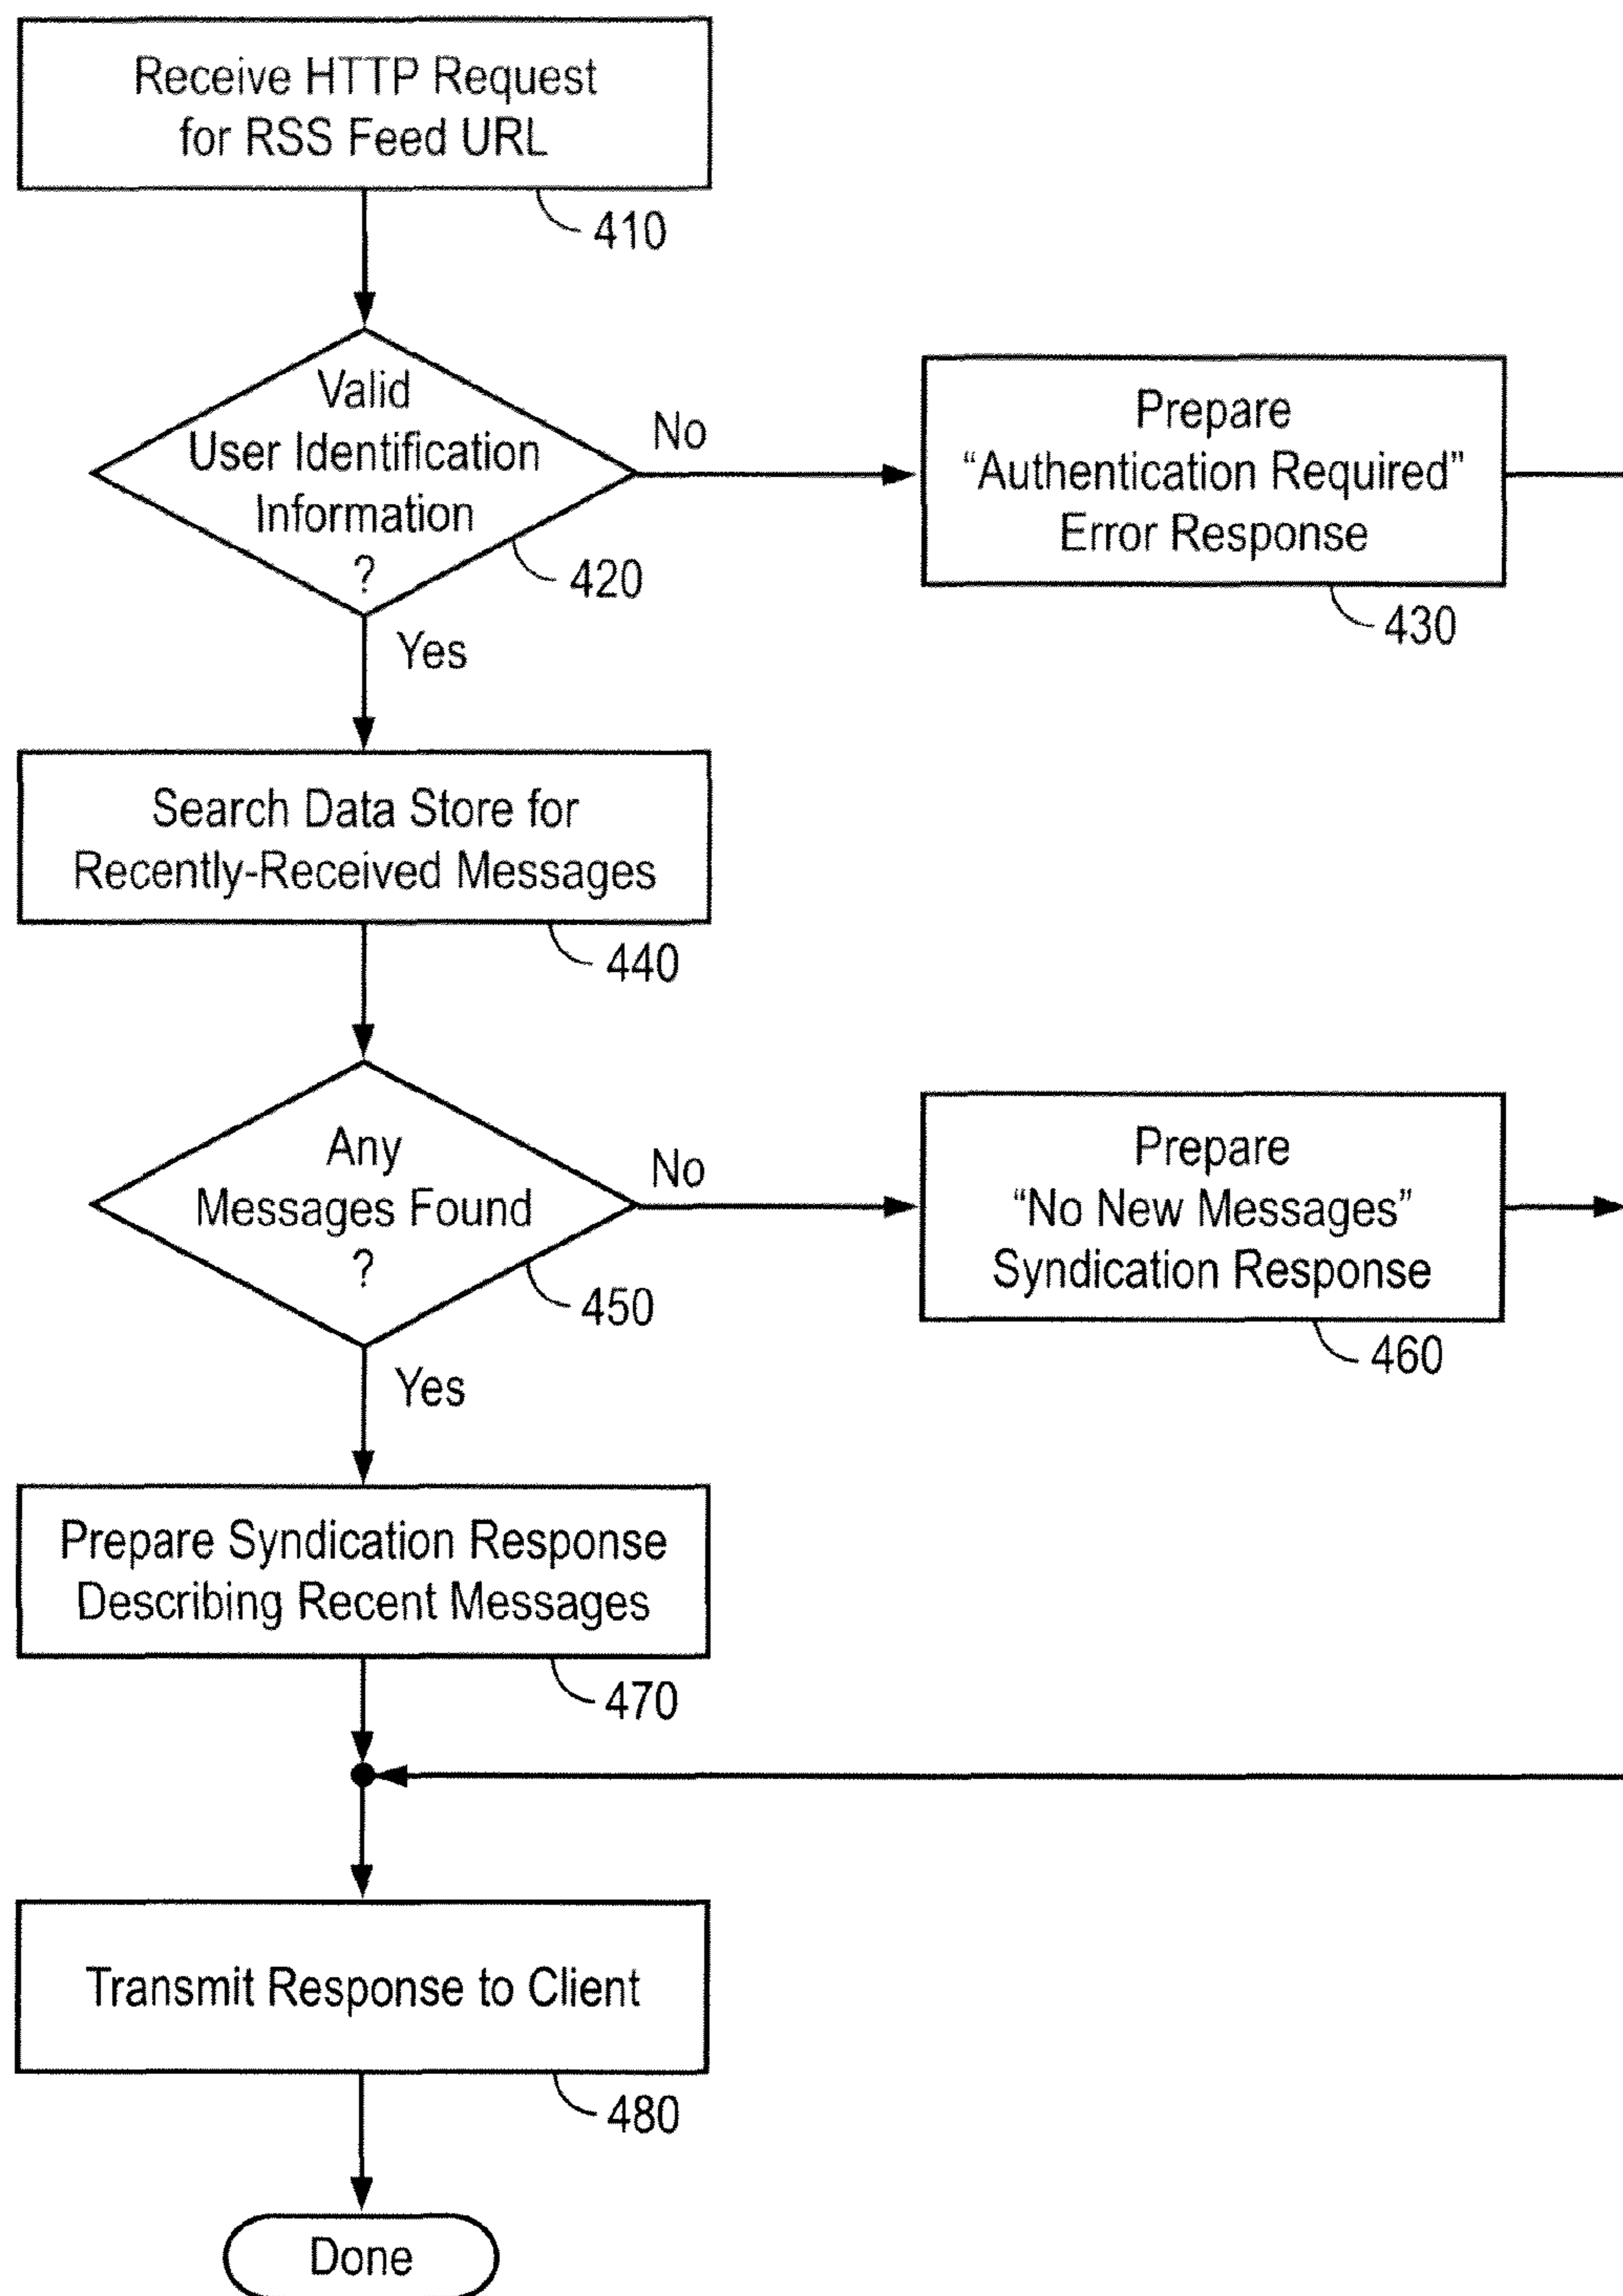 Receive HTTP Request
for RSS Feed URL
410
Valid
User Identification
Information
?
420
No
Prepare
“Authentication Required”
Error Response
430
Yes
Search Data Store for
Recently-Received Messages
440
Any
Messages Found
?
450
No
Prepare
“No New Messages”
Syndication Response
460
Yes
Prepare Syndication Response
Describing Recent Messages
470
Transmit Response to Client
480
Done